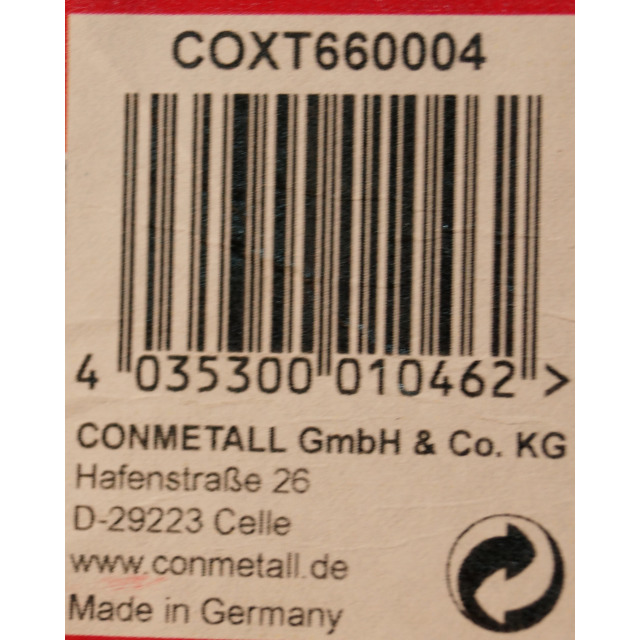 COXT660004
4 035300 010462 >
CONMETALL GmbH & Co. KG
Hafenstraße 26
D-29223 Celle
www.conmetall.de
Made in Germany